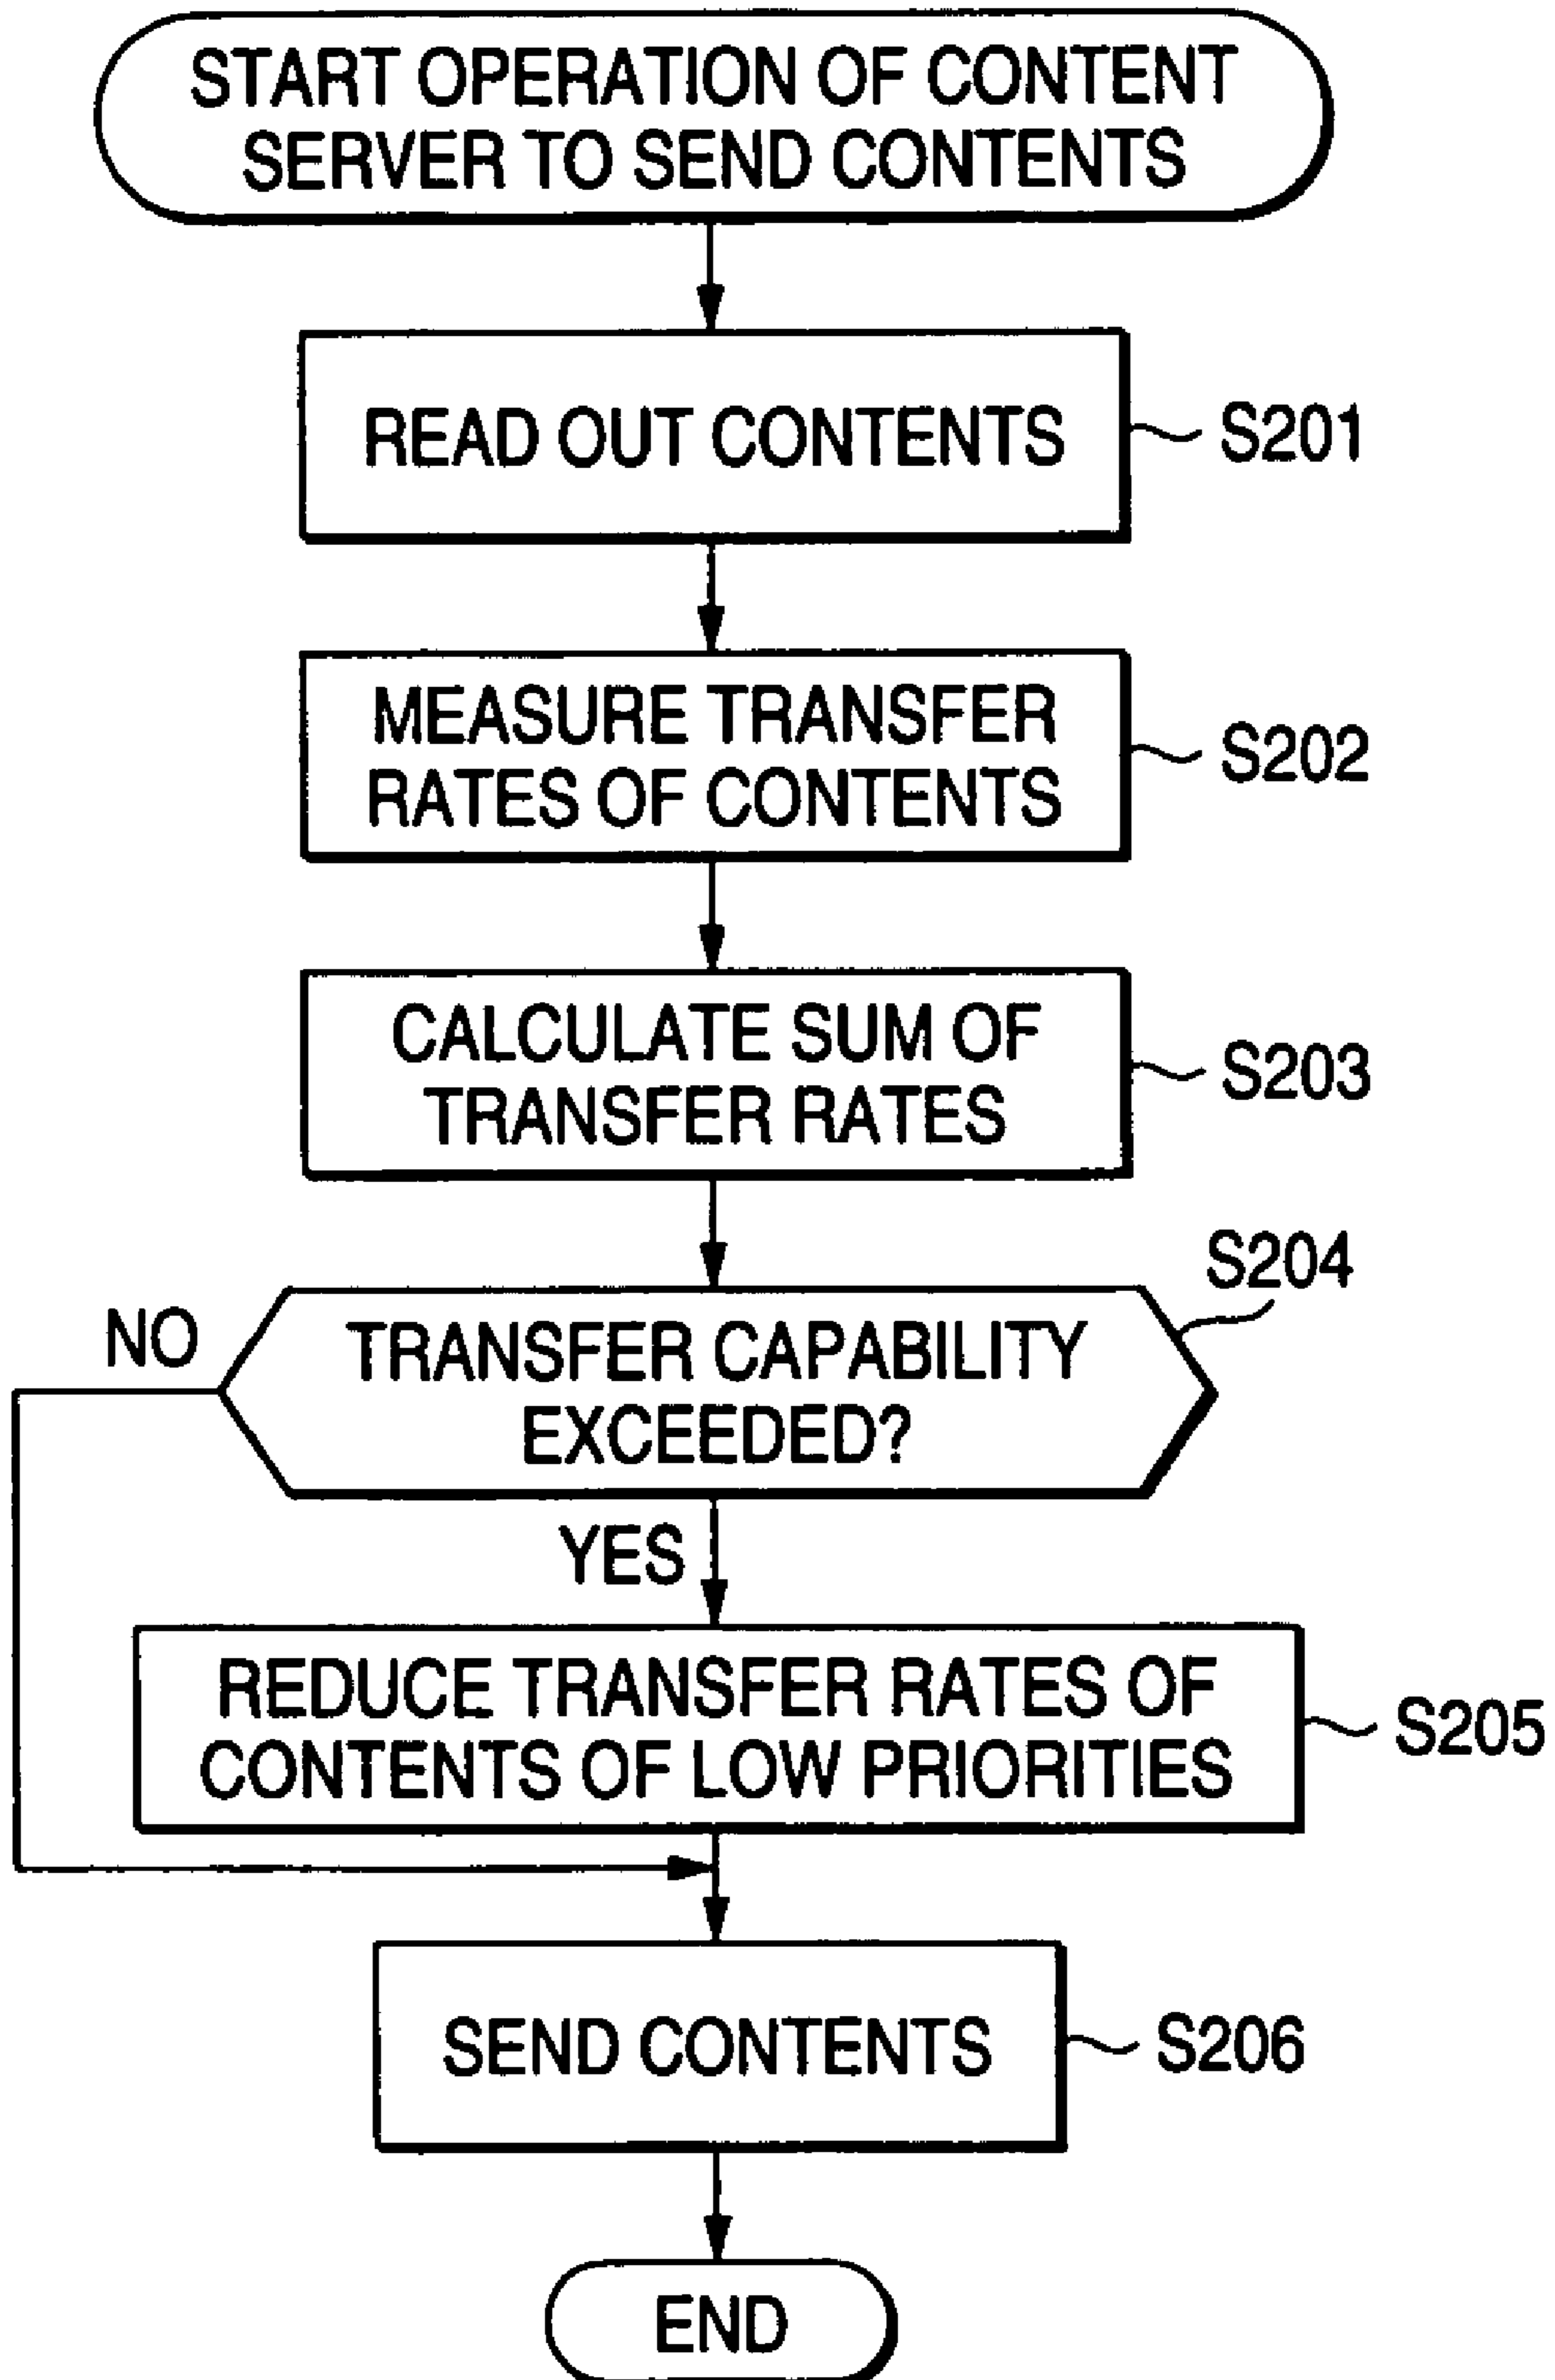 START OPERATION OF CONTENT
SERVER TO SEND CONTENTS
READ OUT CONTENTS
S201
MEASURE TRANSFER
RATES OF CONTENTS
S202
CALCULATE SUM OF
TRANSFER RATES
S203
S204
NO
TRANSFER CAPABILITY
EXCEEDED?
YES
REDUCE TRANSFER RATES OF
CONTENTS OF LOW PRIORITIES
S205
SEND CONTENTS
S206
END